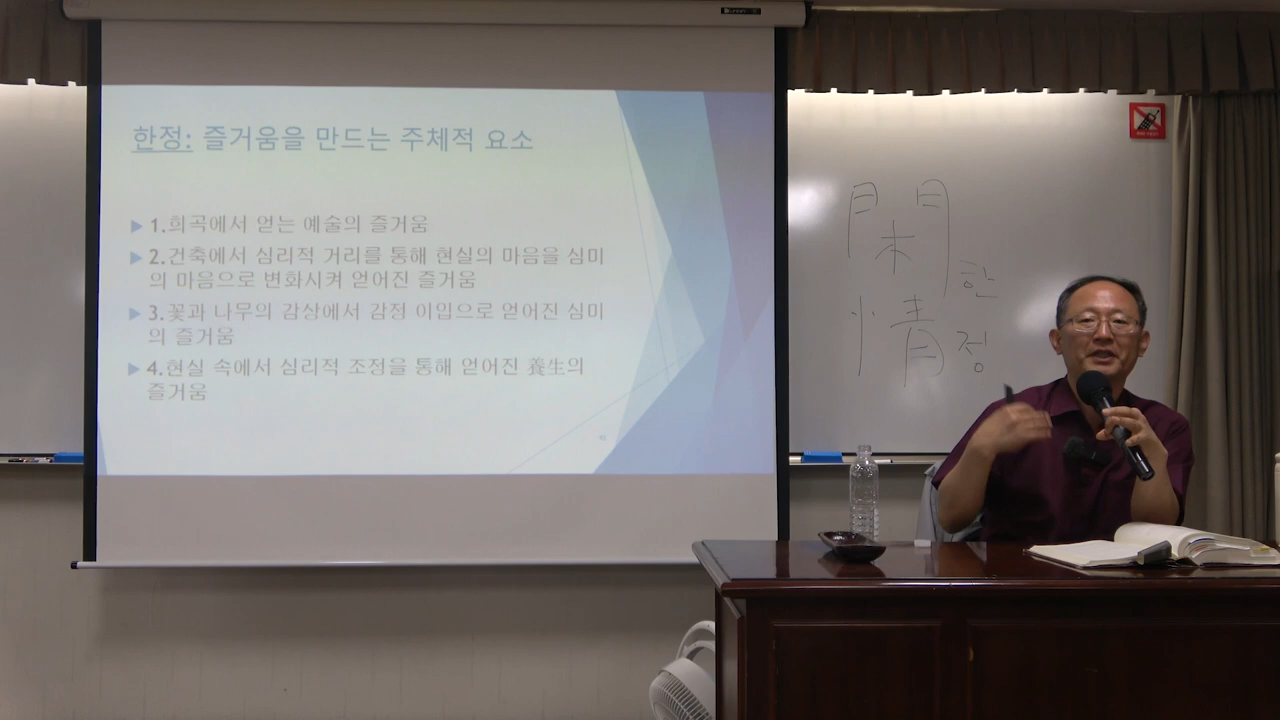 한정: 즐거움을 만드는 주체적 요소
1.희곡에서 얻는 예술의 즐거움
2.건축에서 심리적 거리를 통해 현실의 마음을 심미
의 마음으로 변화시켜 얻어진 즐거움
3.꽃과 나무의 감상에서 감정 이입으로 얻어진 심미
의 즐거움
4.현실 속에서 심리적 조정을 통해 얻어진 養生의
즐거움
閑 한
情 정